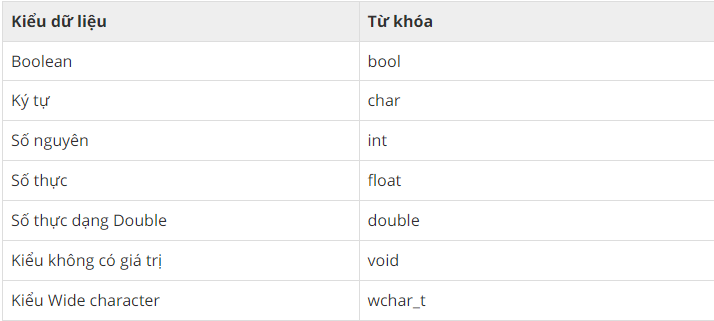 Kiểu dữ liệu Từ khóa
Boolean bool
Ký tự char
Số nguyên int
Số thực float
Số thực dạng Double double
Kiểu không có giá trị void
Kiểu Wide character wchar_t